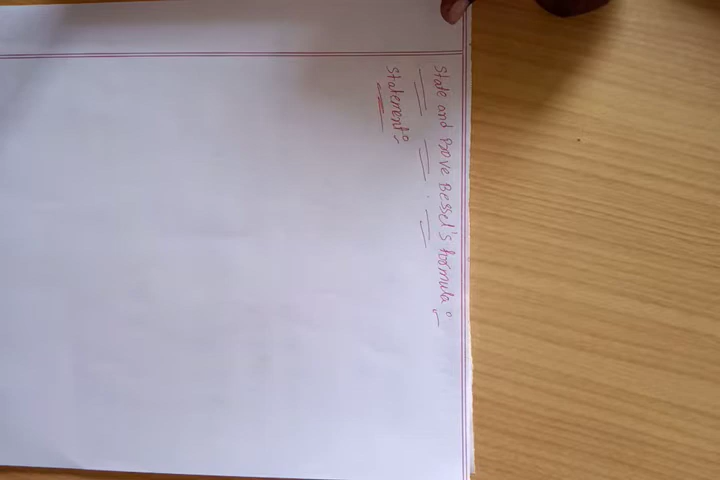 State and Prove Bessel's formula:-
Statement:-